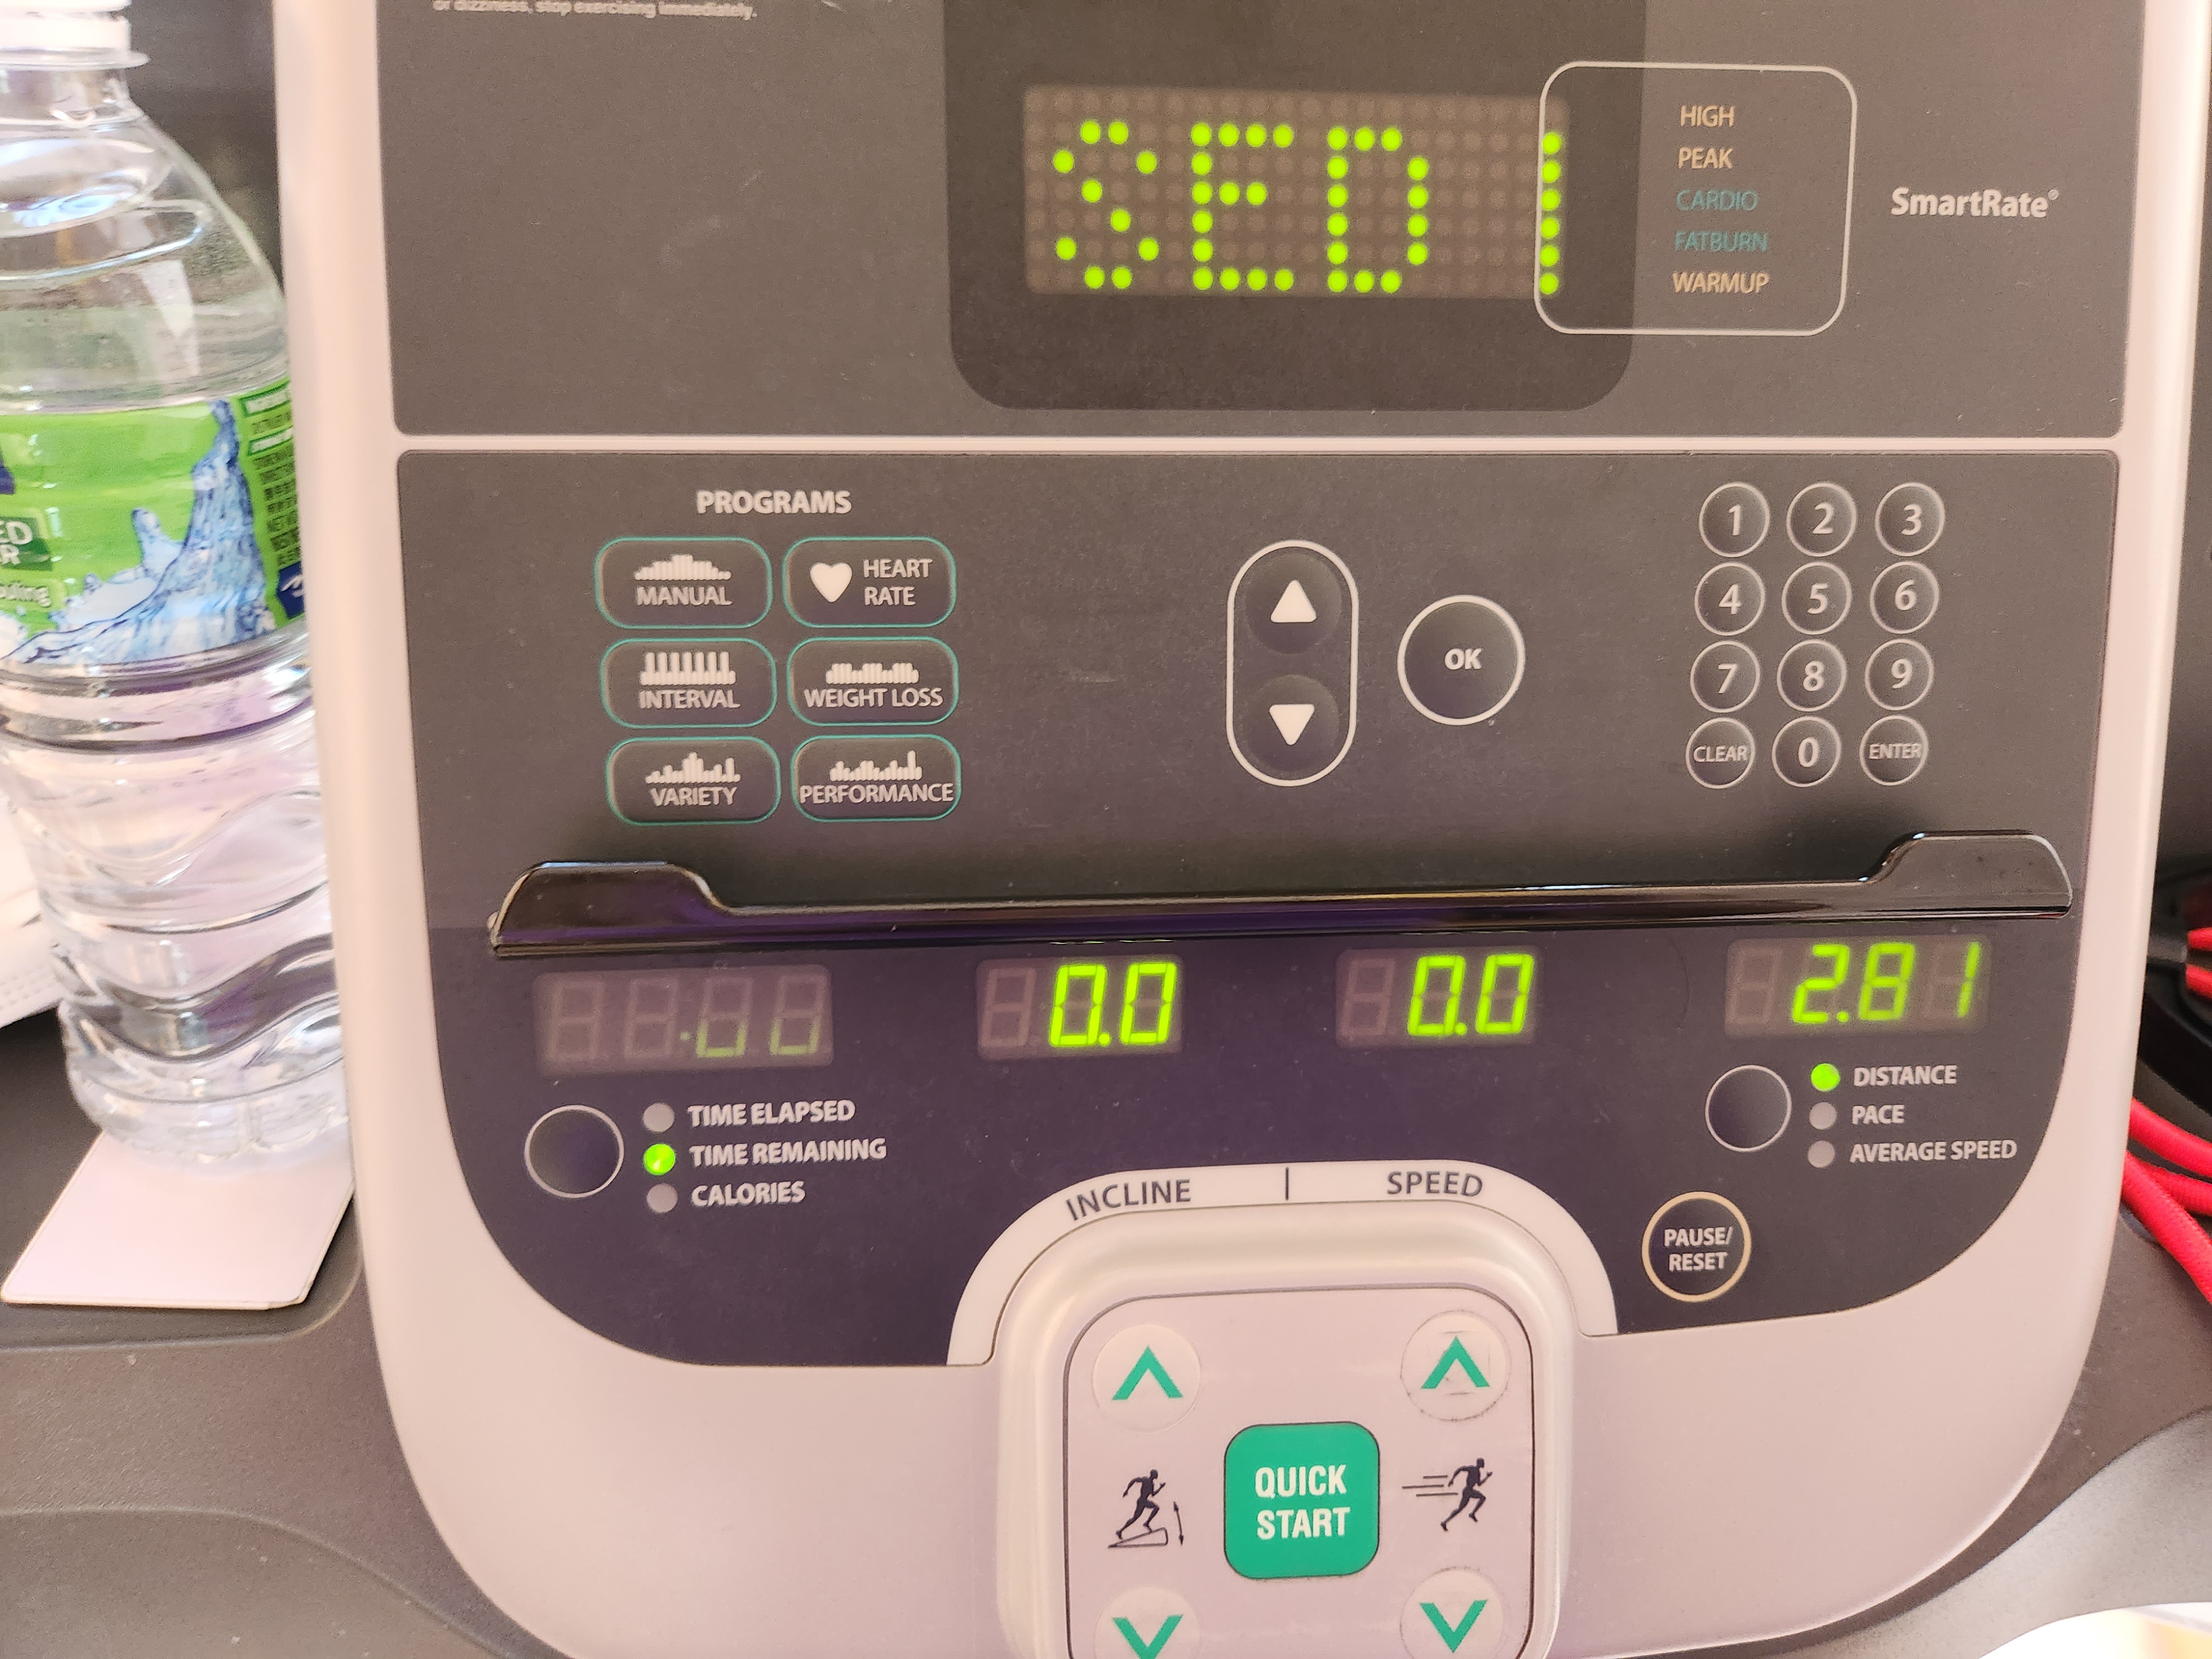 or dizziness, stop exercising immediately.
SED
HIGH
PEAK
CARDIO
FATBURN
WARMUP
SmartRate®
PROGRAMS
MANUAL
HEART RATE
INTERVAL
WEIGHT LOSS
VARIETY
PERFORMANCE
OK
1 2 3
4 5 6
7 8 9
CLEAR 0 ENTER
0.0
0.0
2.81
TIME ELAPSED
TIME REMAINING
CALORIES
DISTANCE
PACE
AVERAGE SPEED
INCLINE | SPEED
PAUSE/
RESET
QUICK
START